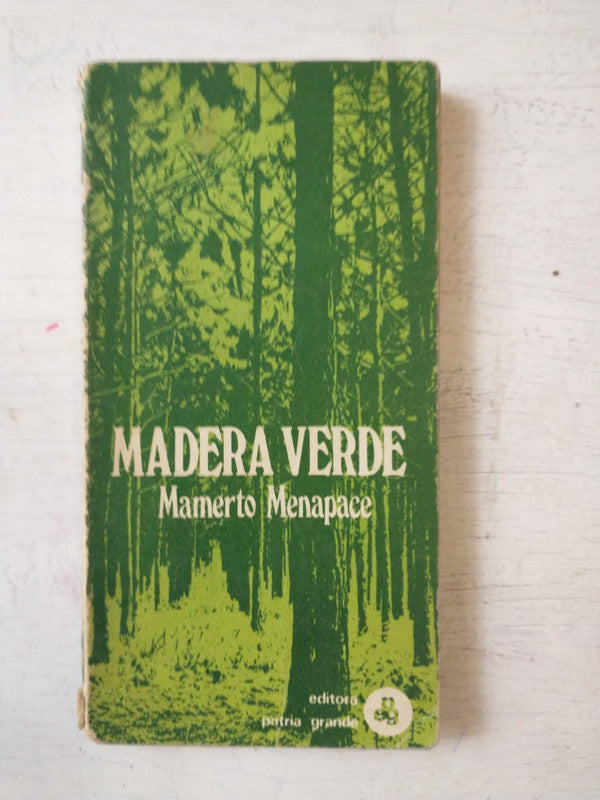 MADERA VERDE
Mamerto Menapace
editora
patria grande